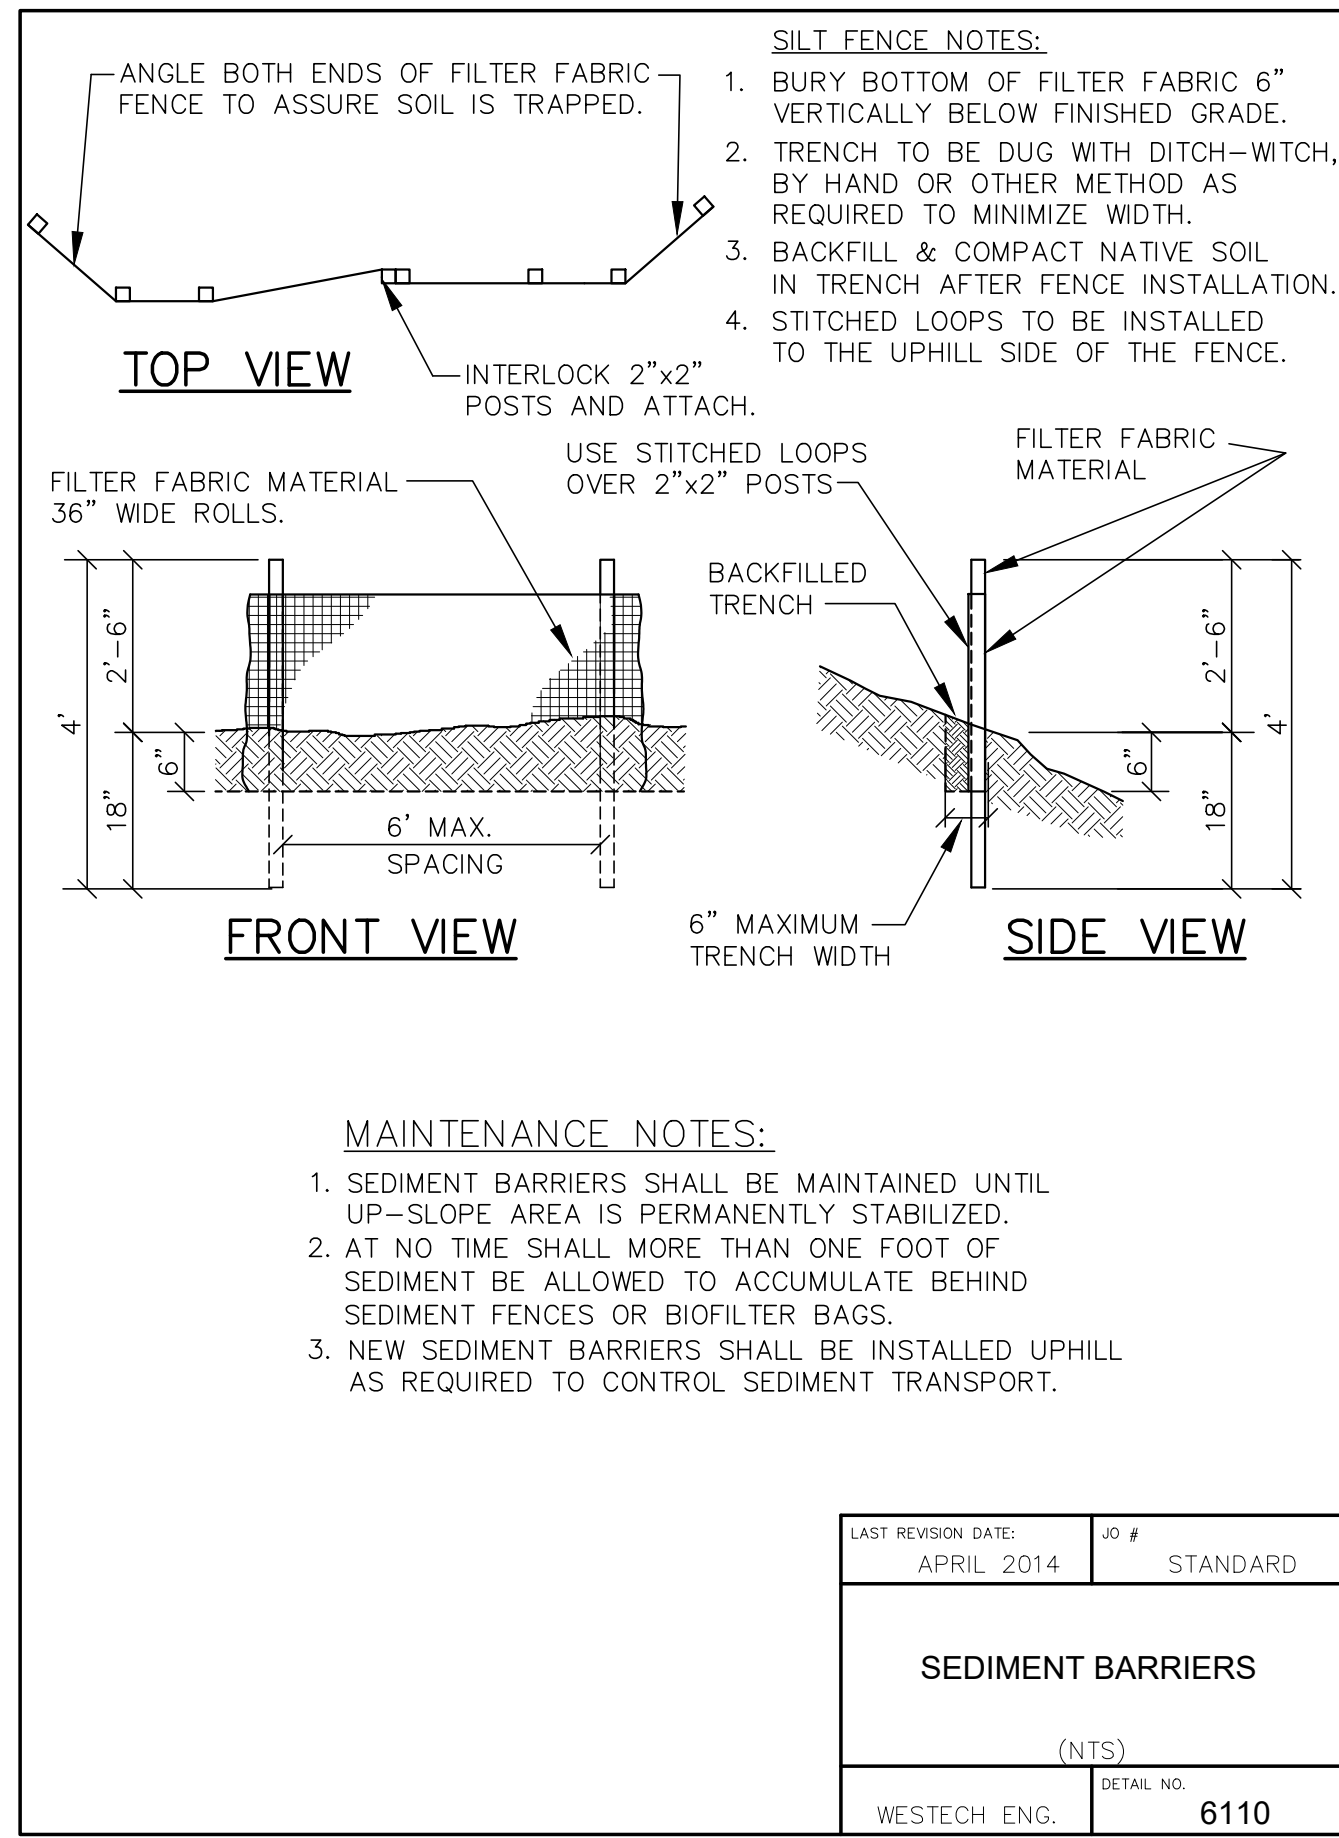 ANGLE BOTH ENDS OF FILTER FABRIC
FENCE TO ASSURE SOIL IS TRAPPED.
TOP VIEW
INTERLOCK 2”x2”
POSTS AND ATTACH.
SILT FENCE NOTES:
1. BURY BOTTOM OF FILTER FABRIC 6”
VERTICALLY BELOW FINISHED GRADE.
2. TRENCH TO BE DUG WITH DITCH-WITCH,
BY HAND OR OTHER METHOD AS
REQUIRED TO MINIMIZE WIDTH.
3. BACKFILL & COMPACT NATIVE SOIL
IN TRENCH AFTER FENCE INSTALLATION.
4. STITCHED LOOPS TO BE INSTALLED
TO THE UPHILL SIDE OF THE FENCE.
FILTER FABRIC MATERIAL
36” WIDE ROLLS.
4’
2’-6”
18”
6”
6’ MAX.
SPACING
FRONT VIEW
USE STITCHED LOOPS
OVER 2”x2” POSTS
FILTER FABRIC
MATERIAL
BACKFILLED
TRENCH
2’-6”
4’
6”
18”
6” MAXIMUM
TRENCH WIDTH
SIDE VIEW
MAINTENANCE NOTES:
1. SEDIMENT BARRIERS SHALL BE MAINTAINED UNTIL
UP-SLOPE AREA IS PERMANENTLY STABILIZED.
2. AT NO TIME SHALL MORE THAN ONE FOOT OF
SEDIMENT BE ALLOWED TO ACCUMULATE BEHIND
SEDIMENT FENCES OR BIOFILTER BAGS.
3. NEW SEDIMENT BARRIERS SHALL BE INSTALLED UPHILL
AS REQUIRED TO CONTROL SEDIMENT TRANSPORT.
LAST REVISION DATE:
APRIL 2014
JO #
STANDARD
SEDIMENT BARRIERS
(NTS)
WESTECH ENG.
DETAIL NO.
6110